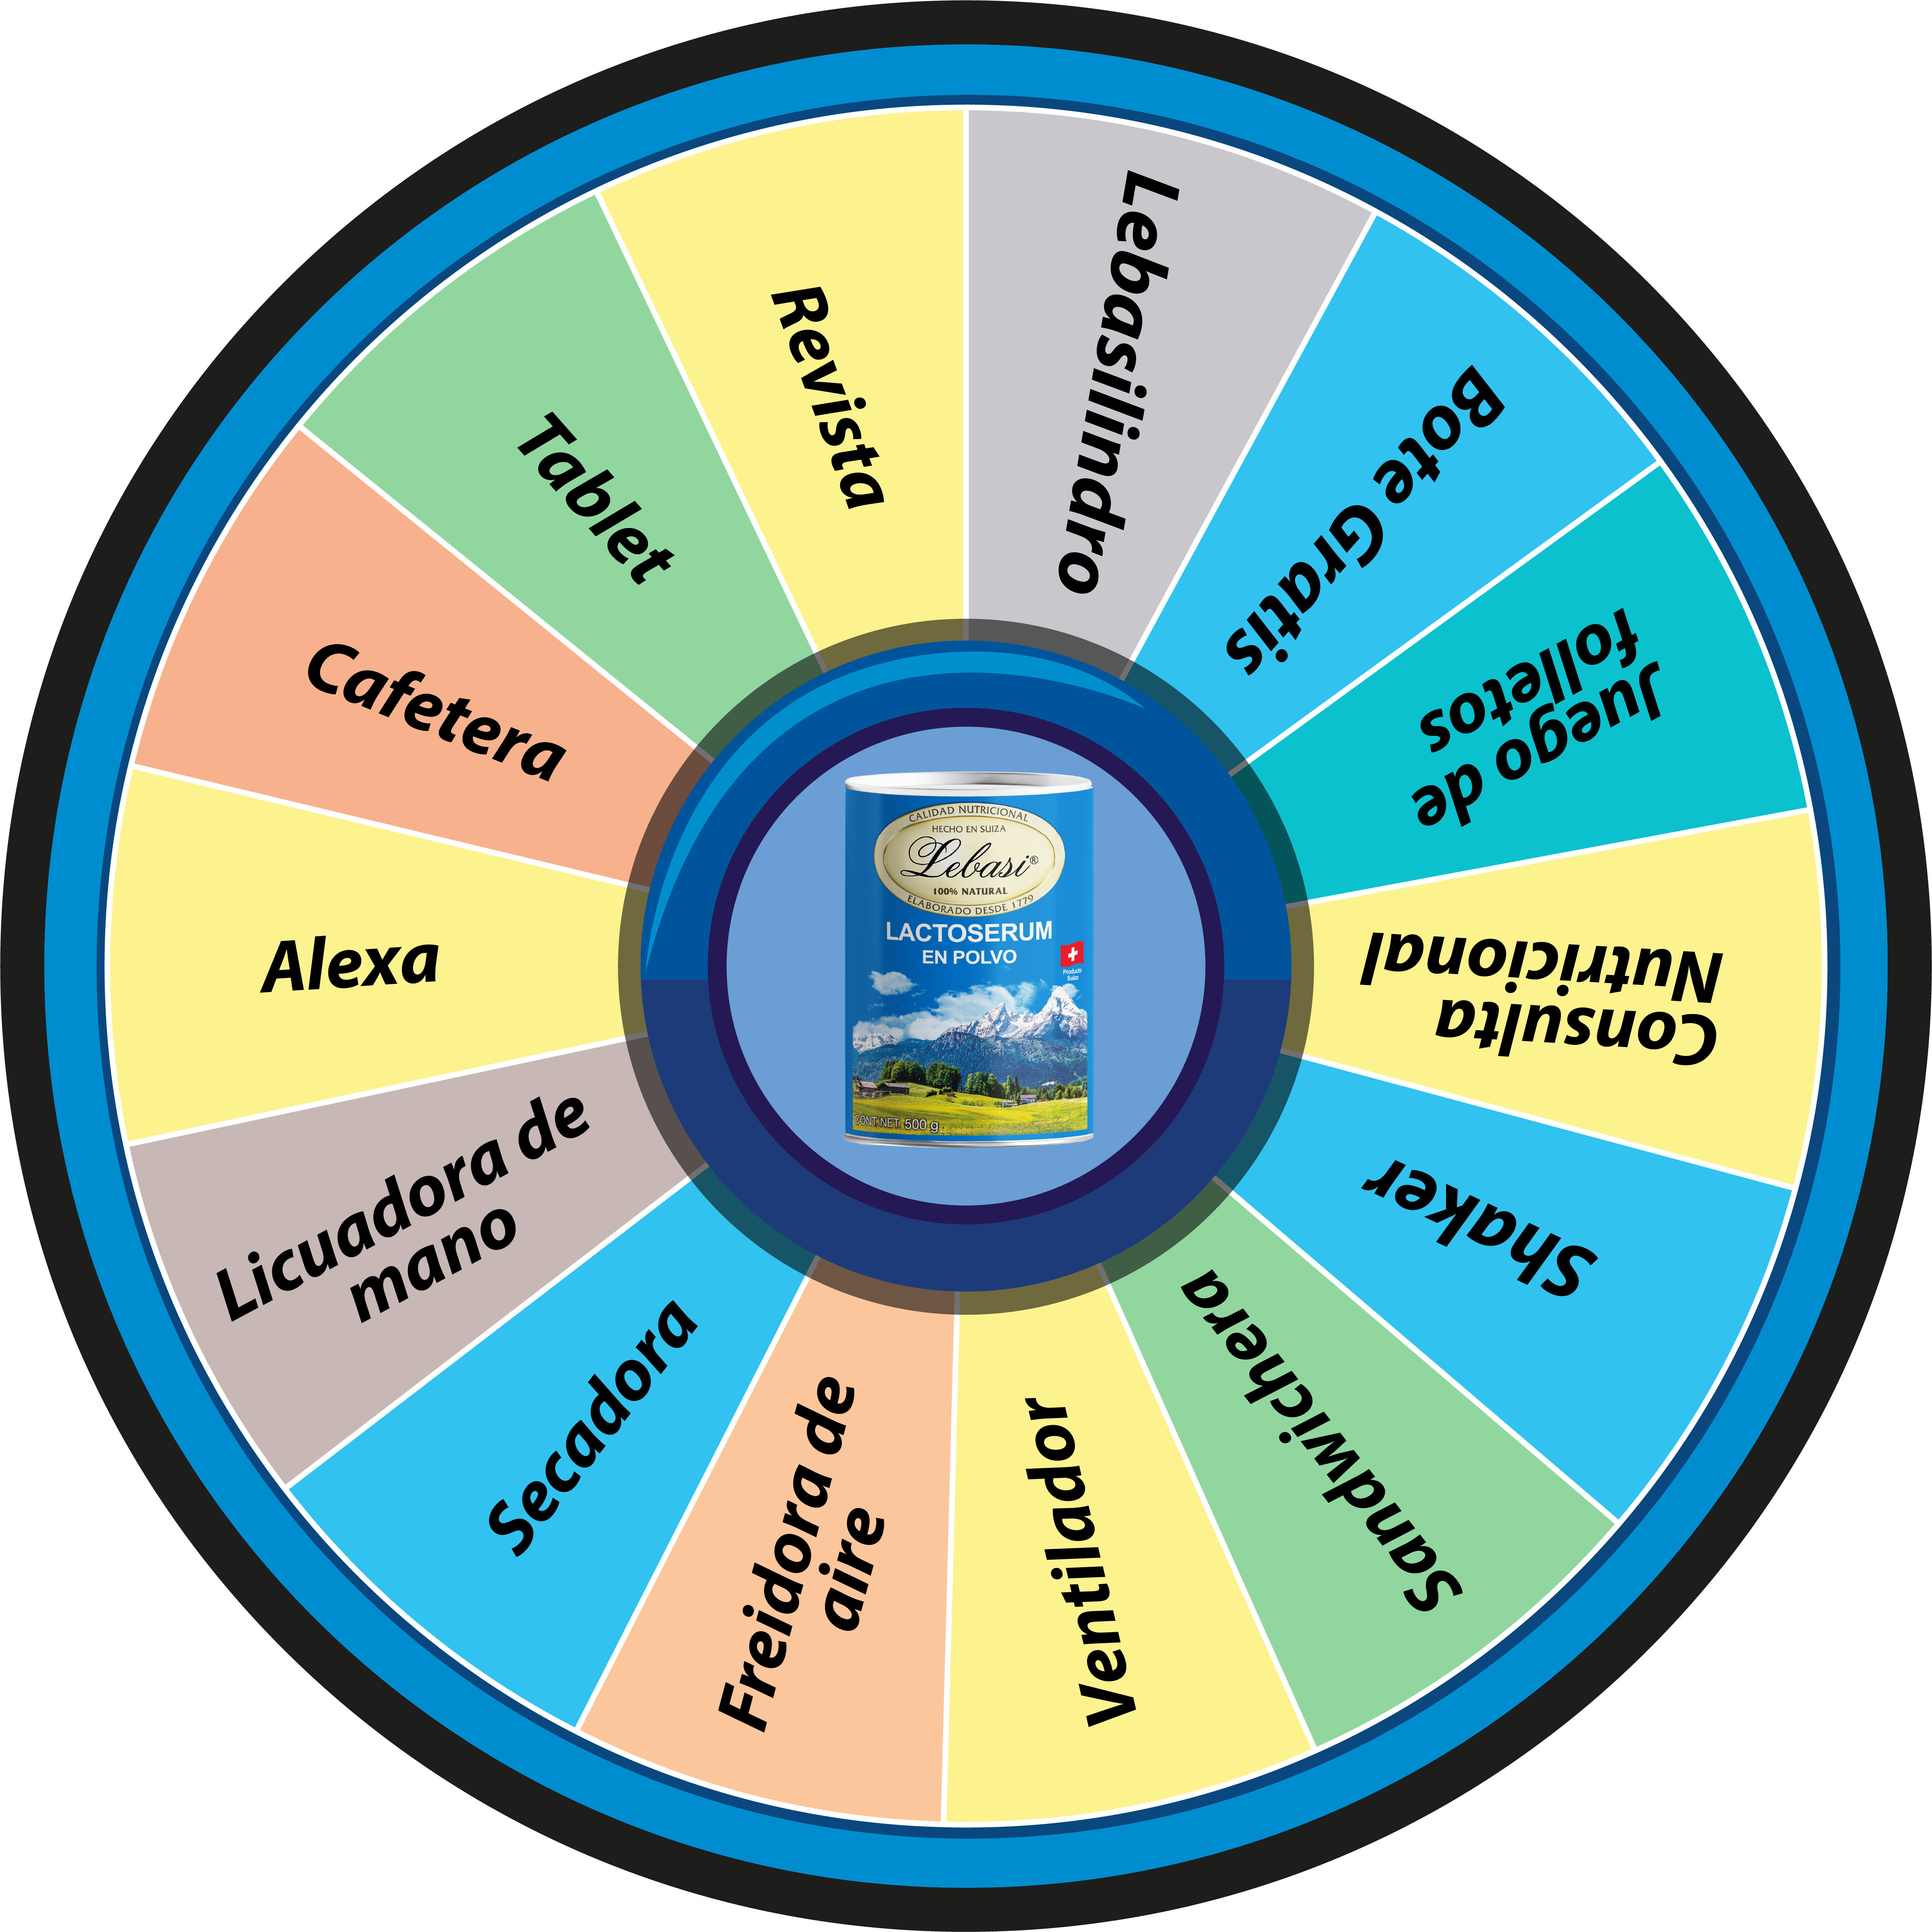 Lebasilindro
Bote Gratis
Juego de
folletos
Consulta
Nutricional
Shaker
Sandwichera
Ventilador
Freidora de
aire
Secadora
Licuadora de
mano
Alexa
Cafetera
Tablet
Revista
CALIDAD NUTRICIONAL
HECHO EN SUIZA
Lebasi®
100% NATURAL
ELABORADO DESDE 1779
LACTOSERUM
EN POLVO
Producto
Suizo
CONT. NET. 500 g